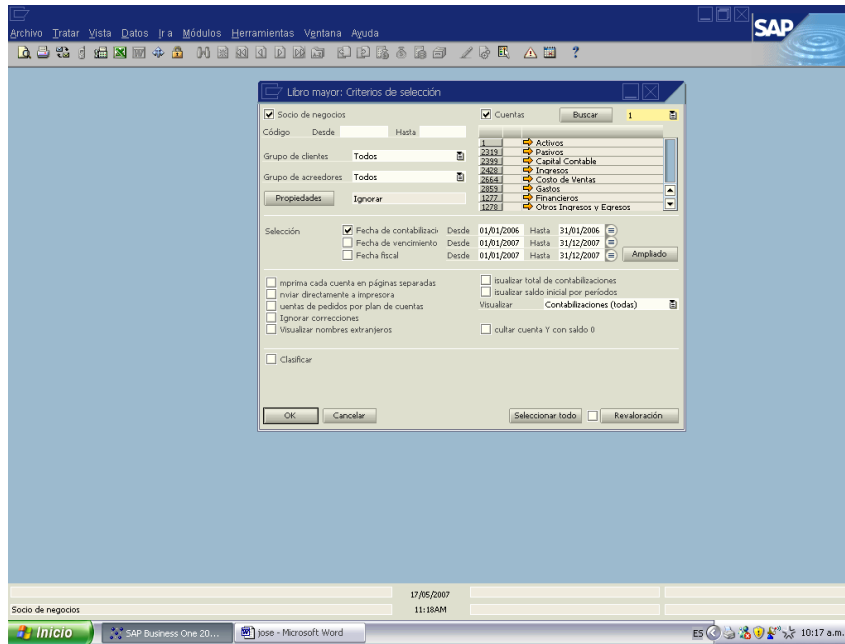 Archivo Tratar Vista Datos Ir a Módulos Herramientas Ventana Ayuda
SAP
Libro mayor: Criterios de selección
Socio de negocios
Código Desde Hasta
Grupo de clientes Todos
Grupo de acreedores Todos
Propiedades Ignorar
Cuentas Buscar 1
1 Activos
2319 Pasivos
2399 Capital Contable
2428 Ingresos
2664 Costo de Ventas
2859 Gastos
1277 Financieros
1278 Otros Ingresos y Egresos
Selección Fecha de contabilizaci Desde 01/01/2006 Hasta 31/01/2006
Fecha de vencimiento Desde 01/01/2007 Hasta 31/12/2007
Fecha fiscal Desde 01/01/2007 Hasta 31/12/2007 Ampliado
mprima cada cuenta en páginas separadas
nviar directamente a impresora
uentas de pedidos por plan de cuentas
Ignorar correcciones
Visualizar nombres extranjeros
isualizar total de contabilizaciones
isualizar saldo inicial por períodos
Visualizar Contabilizaciones (todas)
cultar cuenta Y con saldo 0
Clasificar
OK Cancelar Seleccionar todo Revaloración
17/05/2007
Socio de negocios 11:18AM
Inicio SAP Business One 20... jose - Microsoft Word ES 10:17 a.m.